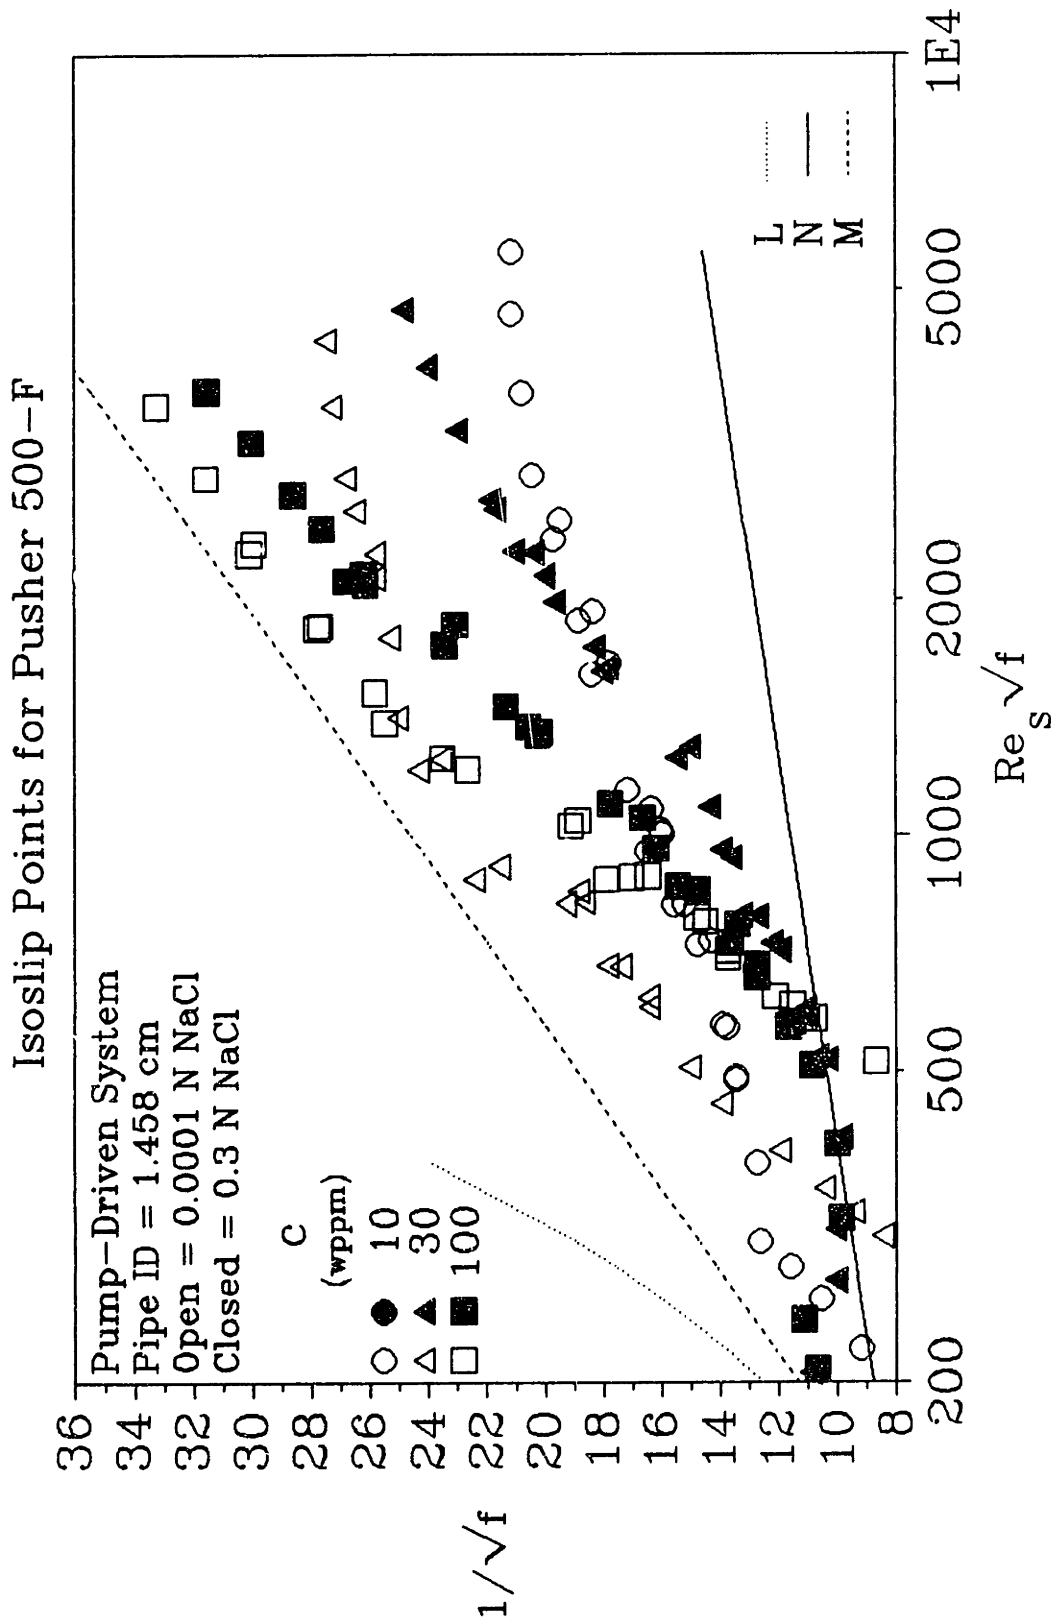 Isoslip Points for Pusher 500-F
Pump-Driven System
Pipe ID = 1.458 cm
Open = 0.0001 N NaCl
Closed = 0.3 N NaCl
C
(wppm)
10
30
100
L
N
M
36
34
32
30
28
26
24
22
20
18
16
14
12
10
8
1/√f
200
500
1000
2000
5000
1E4
Re_S √f